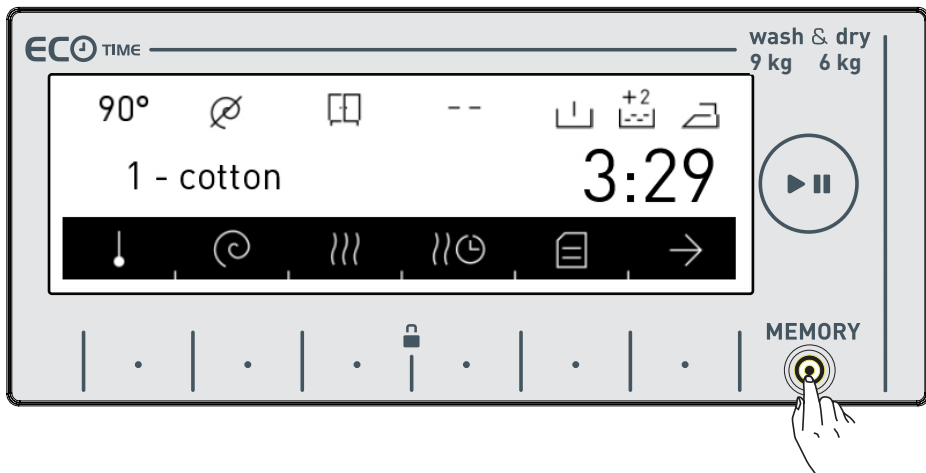 ECO TIME
wash & dry
9 kg 6 kg
90° -- +2
1 - cotton 3:29
MEMORY